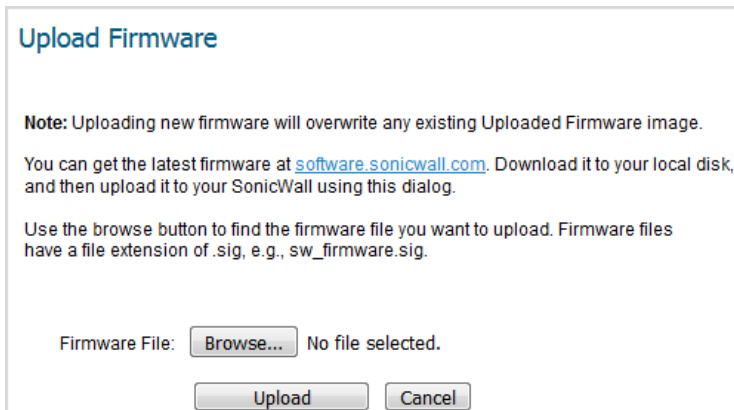 Upload Firmware
Note: Uploading new firmware will overwrite any existing Uploaded Firmware image.
You can get the latest firmware at software.sonicwall.com. Download it to your local disk,
and then upload it to your SonicWall using this dialog.
Use the browse button to find the firmware file you want to upload. Firmware files
have a file extension of .sig, e.g., sw_firmware.sig.
Firmware File: Browse... No file selected.
Upload Cancel